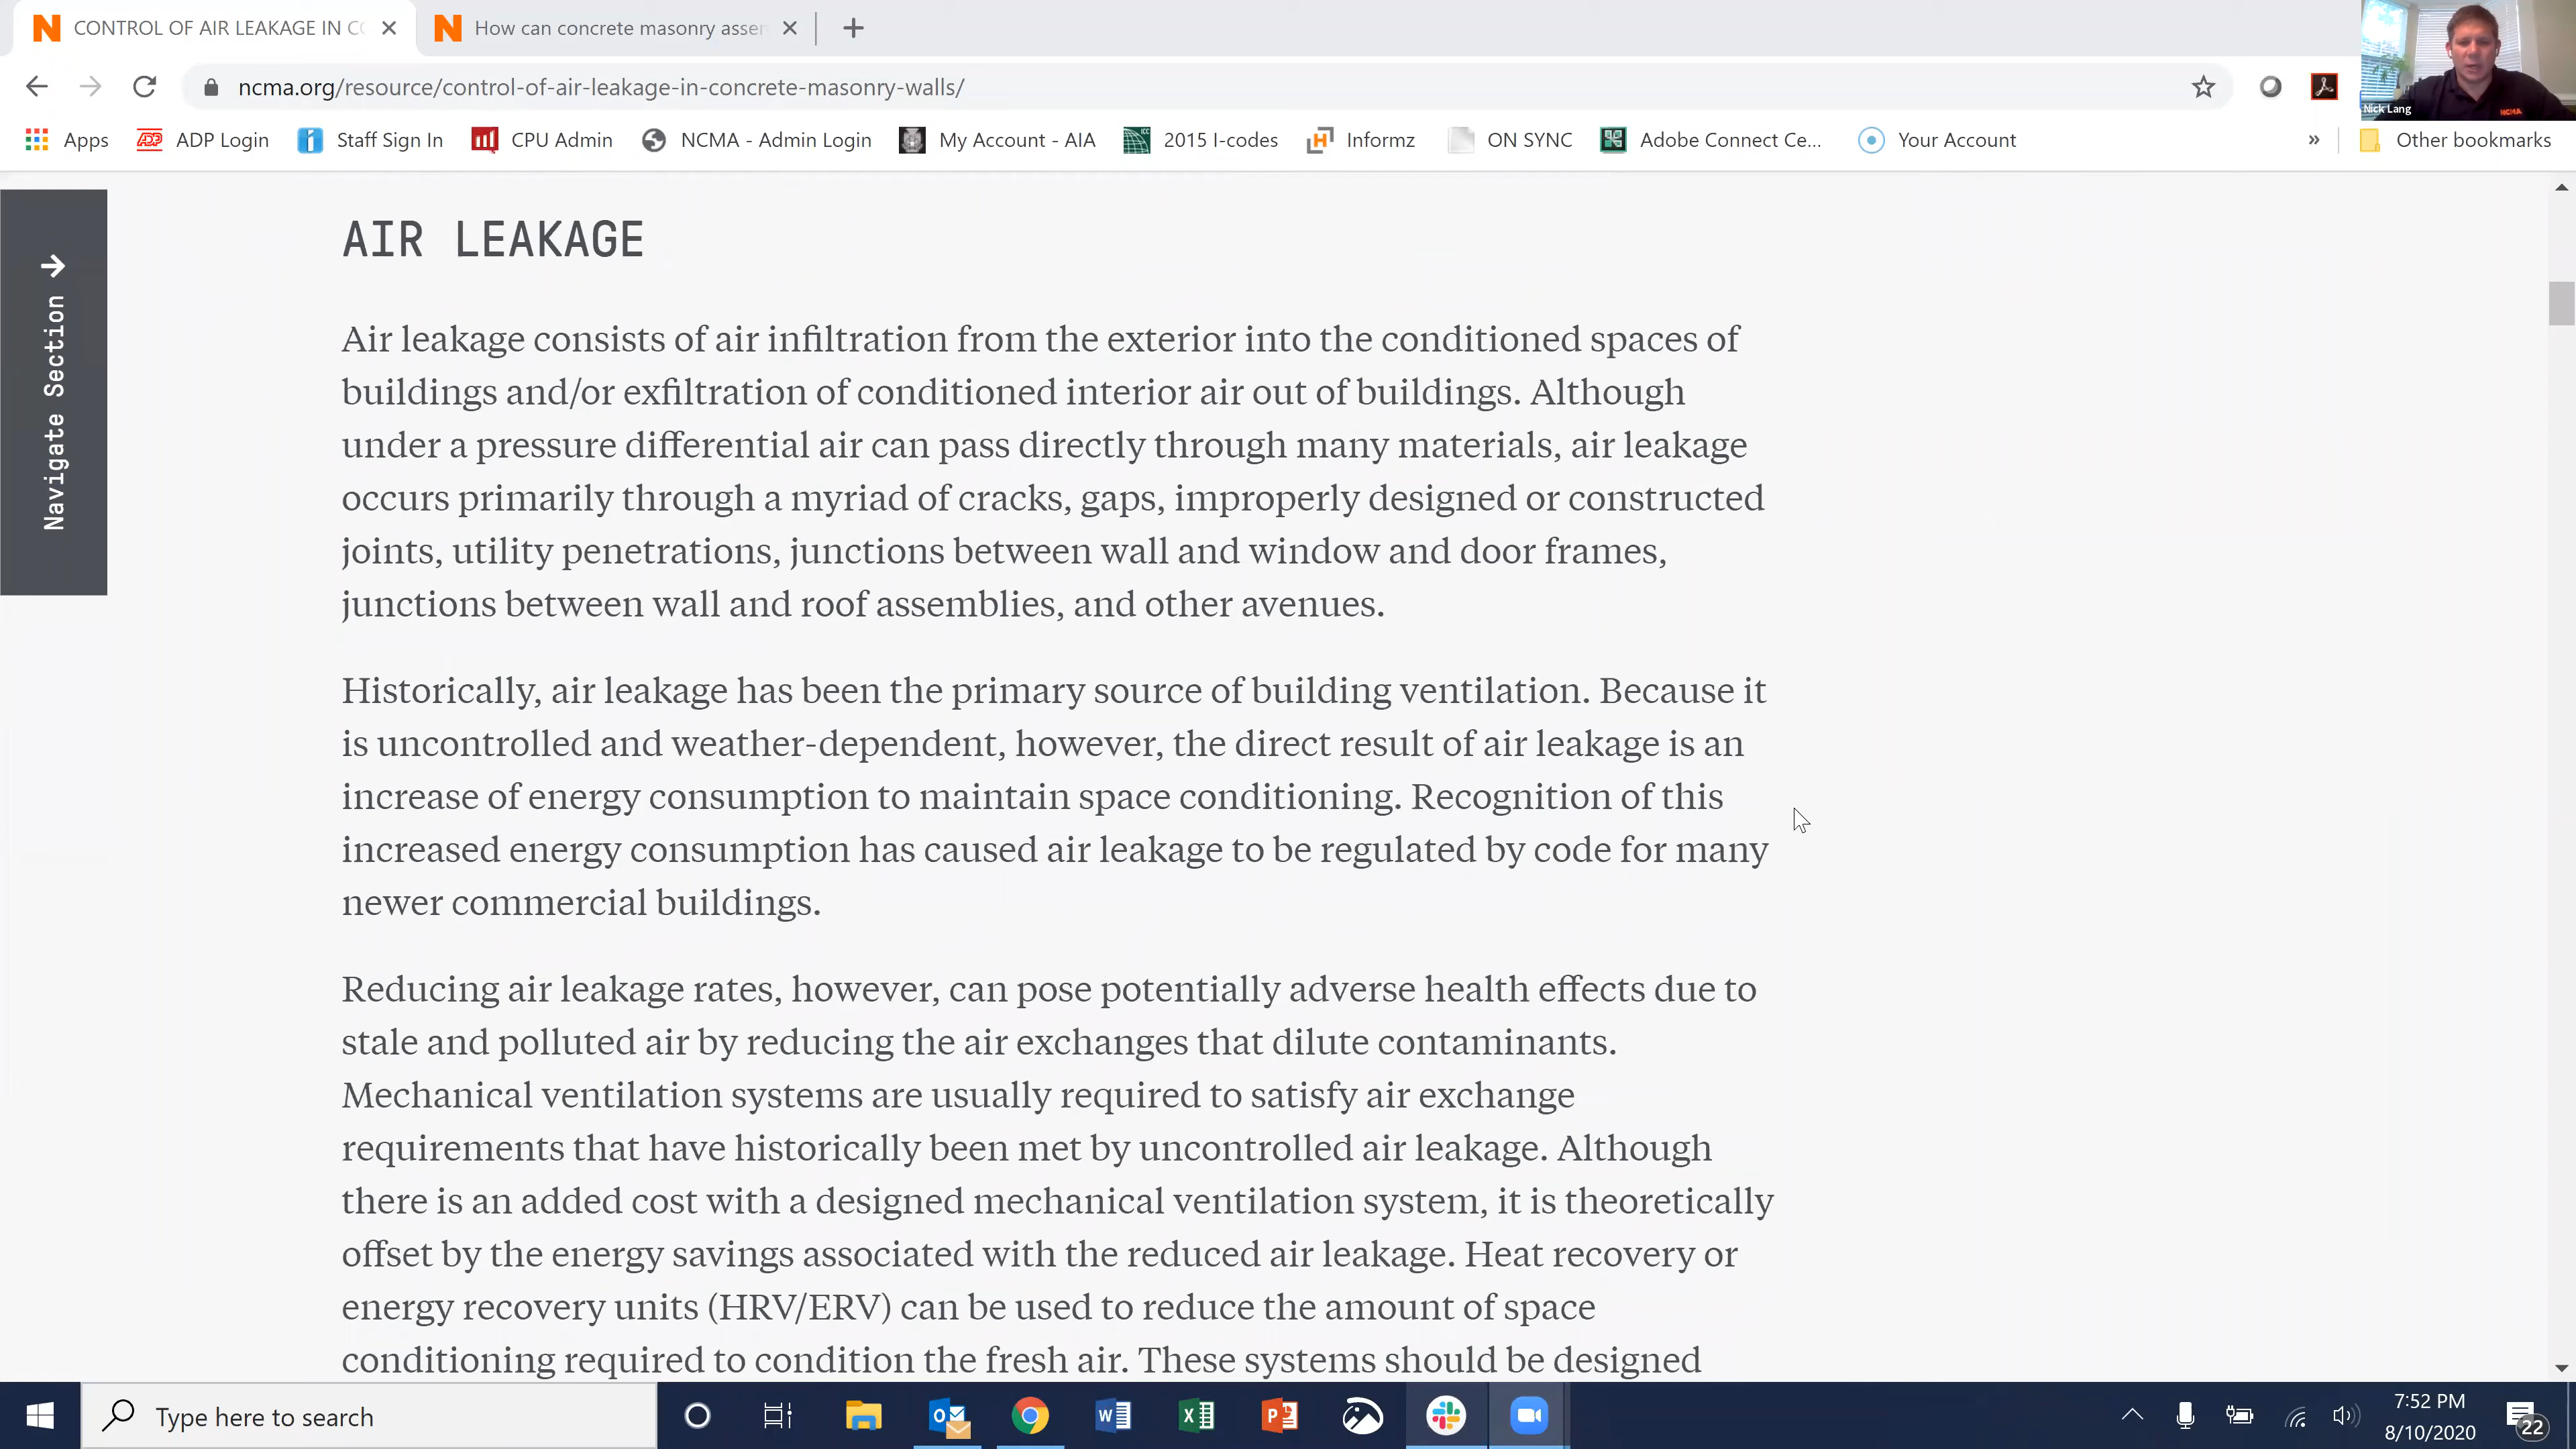 CONTROL OF AIR LEAKAGE IN CO
How can concrete masonry asser
ncma.org/resource/control-of-air-leakage-in-concrete-masonry-walls/
Nick Lang
NCMA
Apps
ADP Login
Staff Sign In
CPU Admin
NCMA - Admin Login
My Account - AIA
2015 I-codes
Informz
ON SYNC
Adobe Connect Ce...
Your Account
»
Other bookmarks
Navigate Section
AIR LEAKAGE
Air leakage consists of air infiltration from the exterior into the conditioned spaces of
buildings and/or exfiltration of conditioned interior air out of buildings. Although
under a pressure differential air can pass directly through many materials, air leakage
occurs primarily through a myriad of cracks, gaps, improperly designed or constructed
joints, utility penetrations, junctions between wall and window and door frames,
junctions between wall and roof assemblies, and other avenues.
Historically, air leakage has been the primary source of building ventilation. Because it
is uncontrolled and weather-dependent, however, the direct result of air leakage is an
increase of energy consumption to maintain space conditioning. Recognition of this
increased energy consumption has caused air leakage to be regulated by code for many
newer commercial buildings.
Reducing air leakage rates, however, can pose potentially adverse health effects due to
stale and polluted air by reducing the air exchanges that dilute contaminants.
Mechanical ventilation systems are usually required to satisfy air exchange
requirements that have historically been met by uncontrolled air leakage. Although
there is an added cost with a designed mechanical ventilation system, it is theoretically
offset by the energy savings associated with the reduced air leakage. Heat recovery or
energy recovery units (HRV/ERV) can be used to reduce the amount of space
conditioning required to condition the fresh air. These systems should be designed
Type here to search
7:52 PM
8/10/2020
22